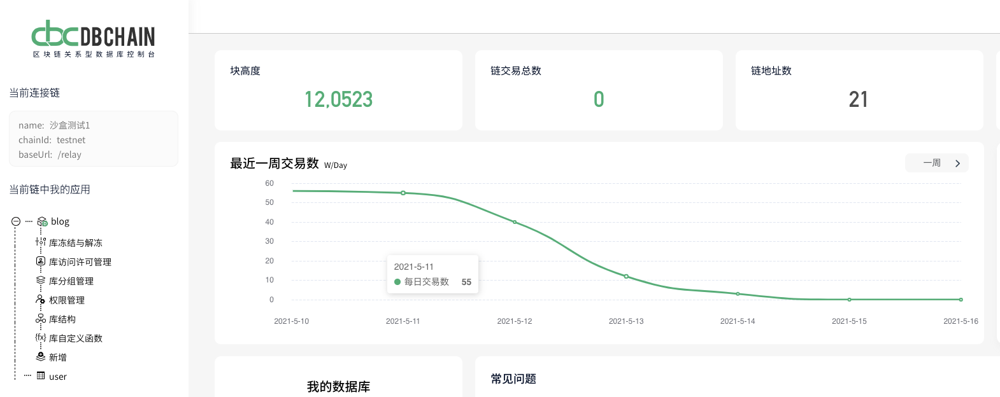 dbc DBCHAIN
区块链关系型数据库控制台
当前连接链
name: 沙盒测试1
chainId: testnet
baseUrl: /relay
当前链中我的应用
blog
库冻结与解冻
库访问许可管理
库分组管理
权限管理
库结构
{fx} 库自定义函数
新增
user
块高度
12,0523
链交易总数
0
链地址数
21
最近一周交易数 W/Day
一周
60
50
40
30
20
10
0
2021-5-11
每日交易数 55
2021-5-10 2021-5-11 2021-5-12 2021-5-13 2021-5-14 2021-5-15 2021-5-16
我的数据库
常见问题